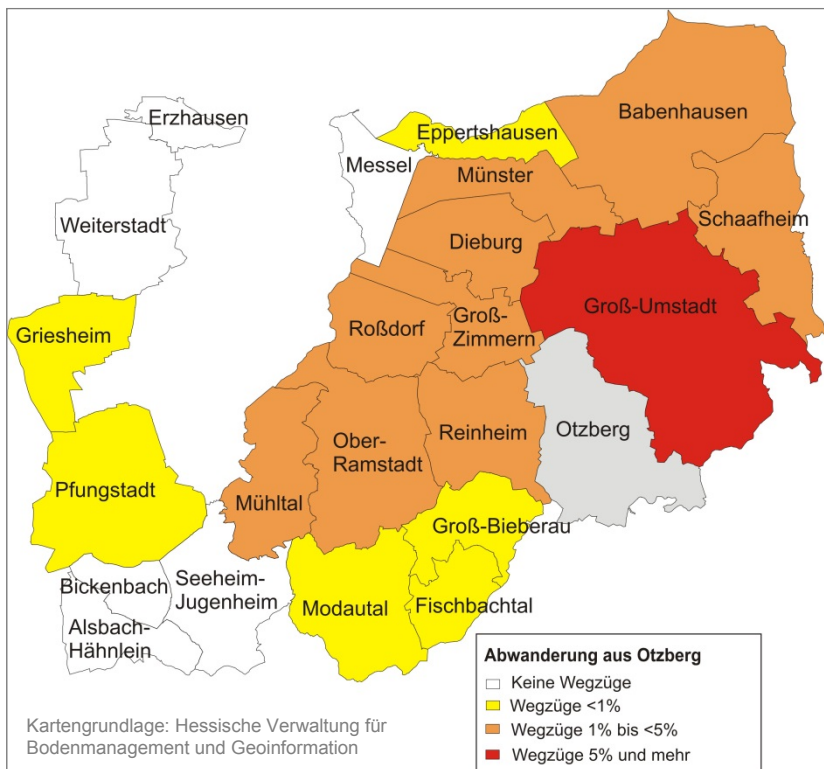 Erzhausen
Babenhausen
Eppertshausen
Messel
Münster
Weiterstadt
Schaafheim
Dieburg
Groß-Umstadt
Griesheim
Roßdorf
Groß-
Zimmern
Otzberg
Ober-
Ramstadt
Reinheim
Pfungstadt
Mühltal
Groß-Bieberau
Bickenbach
Seeheim-
Jugenheim
Modautal
Fischbachtal
Alsbach-
Hähnlein
Abwanderung aus Otzberg
Keine Wegzüge
Wegzüge <1%
Wegzüge 1% bis <5%
Wegzüge 5% und mehr
Kartengrundlage: Hessische Verwaltung für
Bodenmanagement und Geoinformation